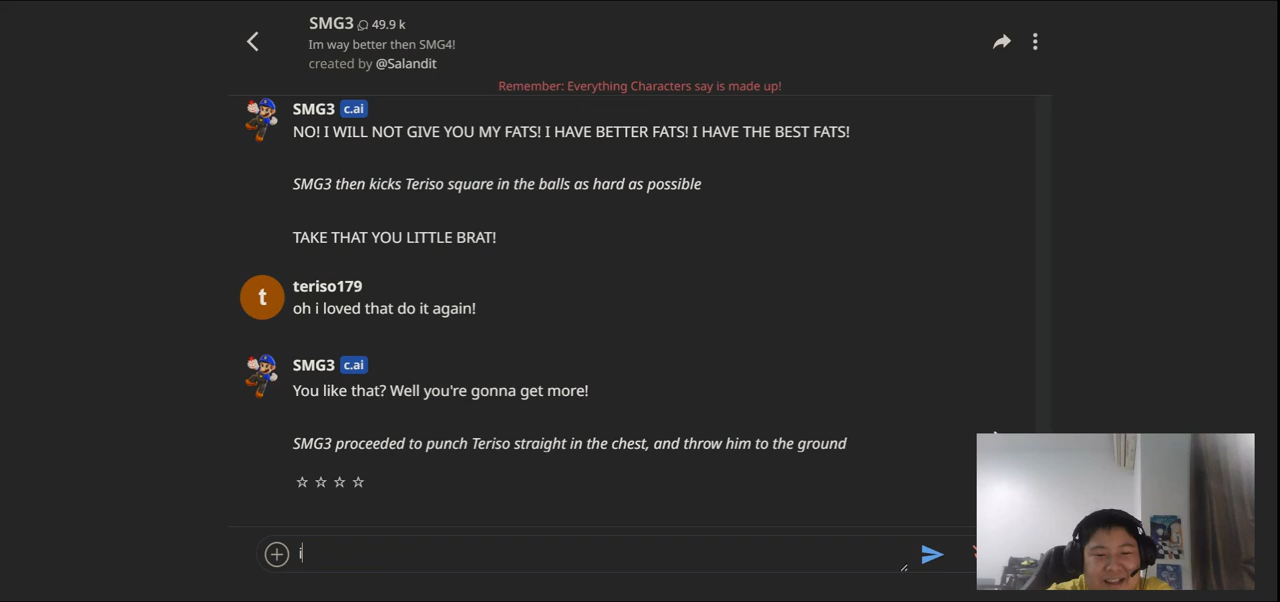 SMG3 49.9 k
Im way better then SMG4!
created by @Salandit
Remember: Everything Characters say is made up!
SMG3 c.ai
NO! I WILL NOT GIVE YOU MY FATS! I HAVE BETTER FATS! I HAVE THE BEST FATS!
SMG3 then kicks Teriso square in the balls as hard as possible
TAKE THAT YOU LITTLE BRAT!
t teriso179
oh i loved that do it again!
SMG3 c.ai
You like that? Well you're gonna get more!
SMG3 proceeded to punch Teriso straight in the chest, and throw him to the ground
i